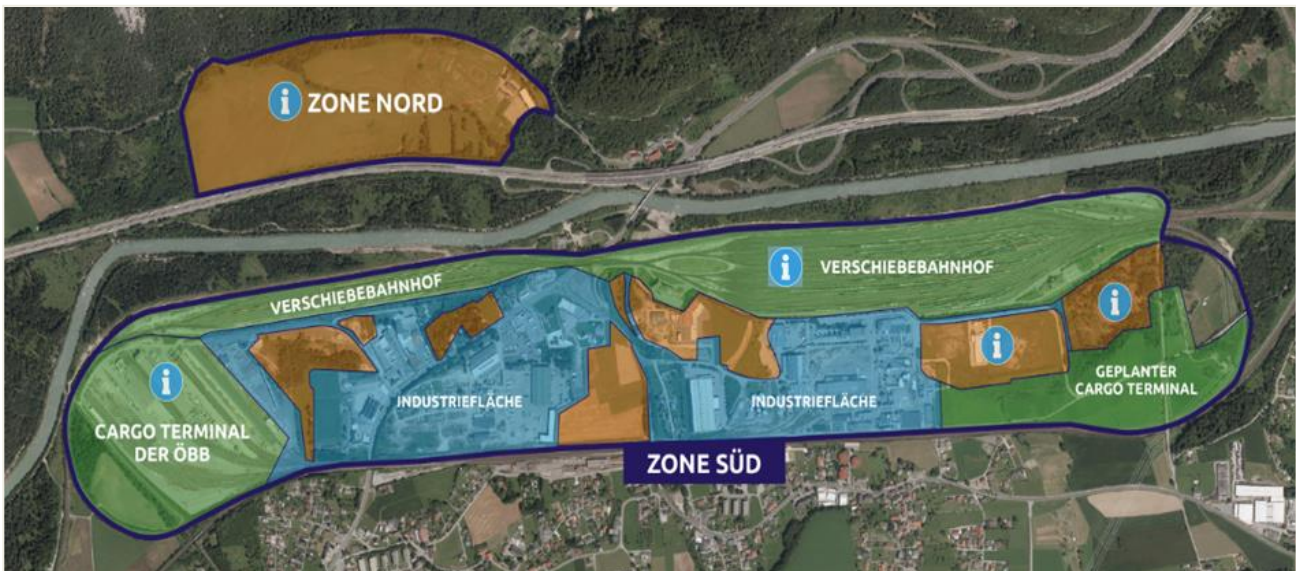 i ZONE NORD
i VERSCHIEBEBAHNHOF
VERSCHIEBEBAHNHOF
i
i
i
GEPLANTER
CARGO TERMINAL
INDUSTRIEFLÄCHE
INDUSTRIEFLÄCHE
CARGO TERMINAL
DER ÖBB
ZONE SÜD